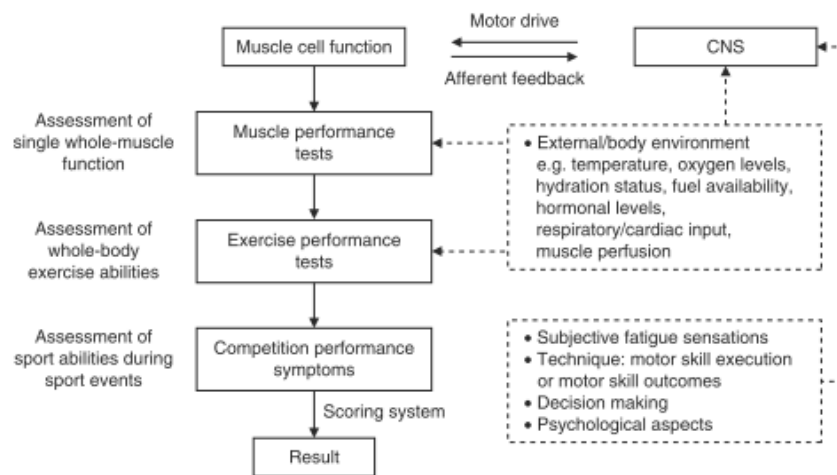 Motor drive
Muscle cell function
CNS
Afferent feedback
Assessment of
single whole-muscle
function
Muscle performance
tests
• External/body environment
e.g. temperature, oxygen levels,
hydration status, fuel availability,
hormonal levels,
respiratory/cardiac input,
muscle perfusion
Assessment of
whole-body
exercise abilities
Exercise performance
tests
Assessment of
sport abilities during
sport events
Competition performance
symptoms
• Subjective fatigue sensations
• Technique: motor skill execution
or motor skill outcomes
• Decision making
• Psychological aspects
Scoring system
Result